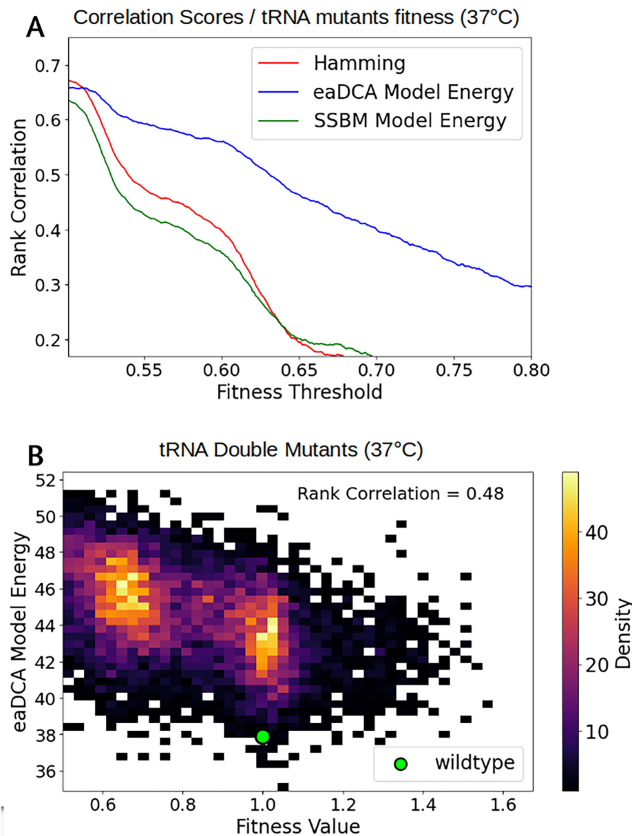 A
Correlation Scores / tRNA mutants fitness (37°C)
Hamming
eaDCA Model Energy
SSBM Model Energy
Rank Correlation
0.7
0.6
0.5
0.4
0.3
0.2
0.55 0.60 0.65 0.70 0.75 0.80
Fitness Threshold
B
tRNA Double Mutants (37°C)
Rank Correlation = 0.48
eaDCA Model Energy
52
50
48
46
44
42
40
38
36
wildtype
0.6 0.8 1.0 1.2 1.4 1.6
Fitness Value
40
30
20
10
Density